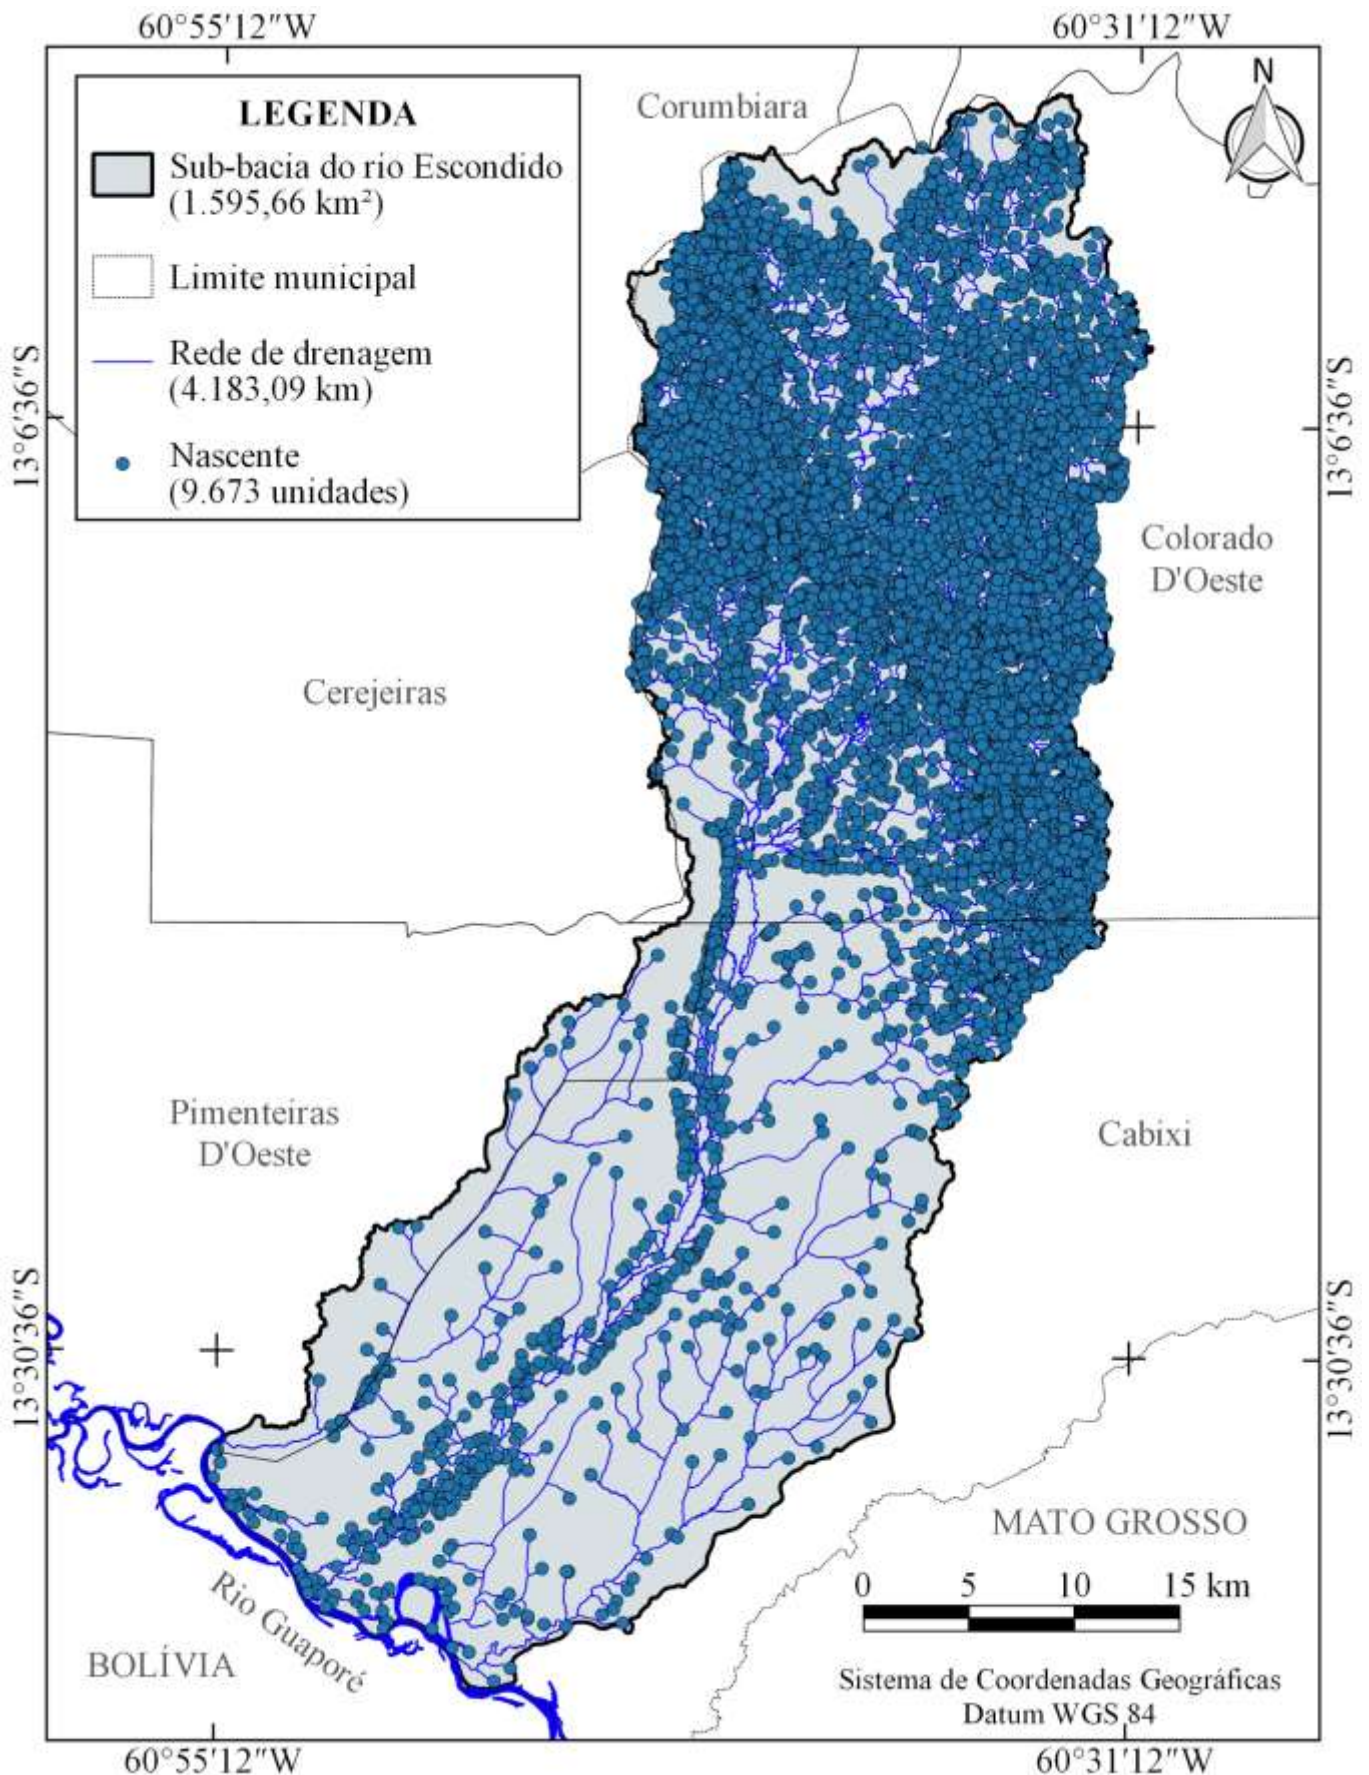 60°55'12"W
60°31'12"W
N
Corumbiara
LEGENDA
Sub-bacia do rio Escondido
(1.595,66 km²)
Limite municipal
Rede de drenagem
(4.183,09 km)
Nascente
(9.673 unidades)
13°6'36"S
13°6'36"S
Colorado
D'Oeste
Cerejeiras
Pimenteiras
D'Oeste
Cabixi
13°30'36"S
13°30'36"S
MATO GROSSO
0 5 10 15 km
Rio Guaporé
BOLÍVIA
Sistema de Coordenadas Geográficas
Datum WGS 84
60°55'12"W
60°31'12"W